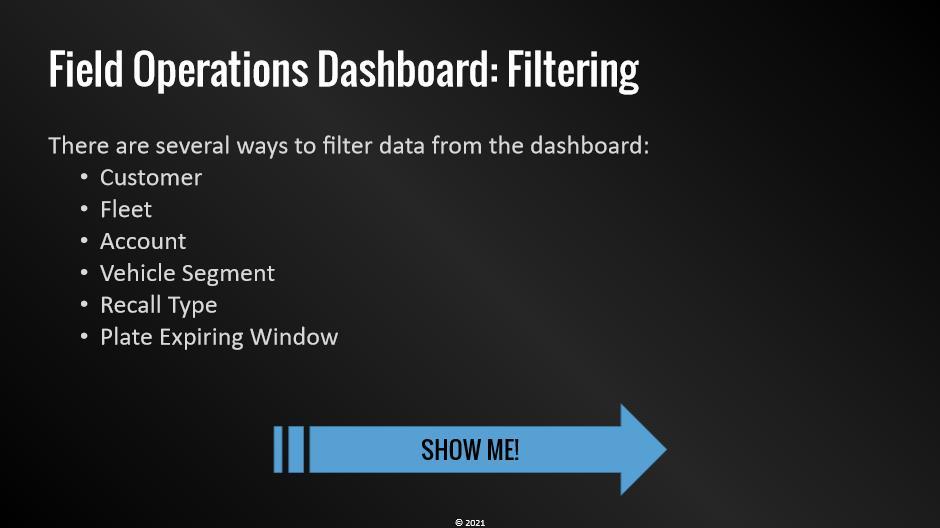 Field Operations Dashboard: Filtering
There are several ways to filter data from the dashboard:
• Customer
• Fleet
• Account
• Vehicle Segment
• Recall Type
• Plate Expiring Window
SHOW ME!
© 2021